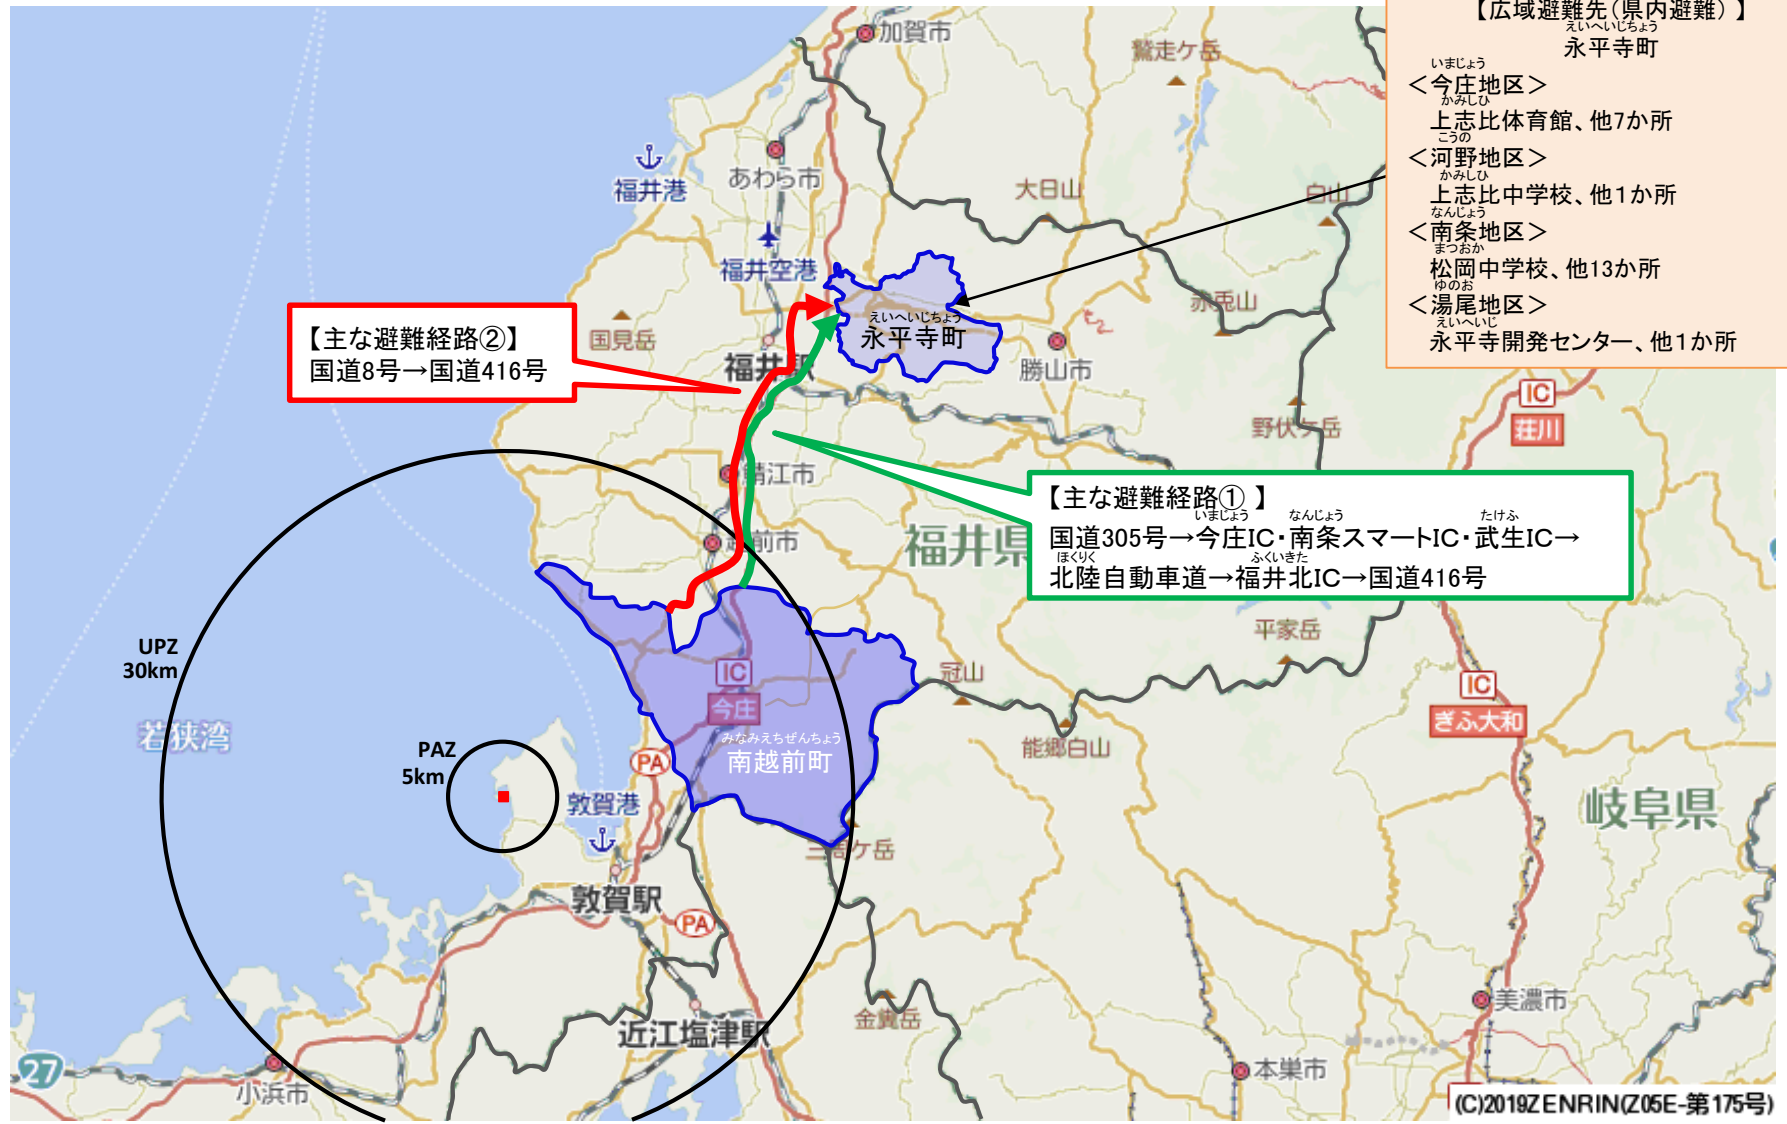 【広域避難先（県内避難）】
えいへいじちょう
永平寺町
いまじょう
＜今庄地区＞
かみしひ
上志比体育館、他7か所
こうの
＜河野地区＞
かみしひ
上志比中学校、他1か所
なんじょう
＜南条地区＞
まつおか
松岡中学校、他13か所
ゆのお
＜湯尾地区＞
えいへいじ
永平寺開発センター、他1か所
加賀市
鷲走ケ岳
あわら市
福井港
大日山
白山
福井空港
赤兎山
えいへいじちょう
永平寺町
【主な避難経路②】
国道8号→国道416号
国見岳
福井駅
勝山市
IC
荘川
野伏ケ岳
鯖江市
【主な避難経路①】
いまじょう なんじょう たけふ
国道305号→今庄IC・南条スマートIC・武生IC→
ほくりく ふくいきた
北陸自動車道→福井北IC→国道416号
越前市
福井県
平家岳
UPZ
30km
IC
今庄
冠山
IC
ぎふ大和
若狭湾
みなみえちぜんちょう
南越前町
能郷白山
PAZ
5km
PA
敦賀港
岐阜県
三周ケ岳
敦賀駅
PA
美濃市
金糞岳
近江塩津駅
27
小浜市
本巣市
(C)2019ZENRIN(Z05E-第175号)